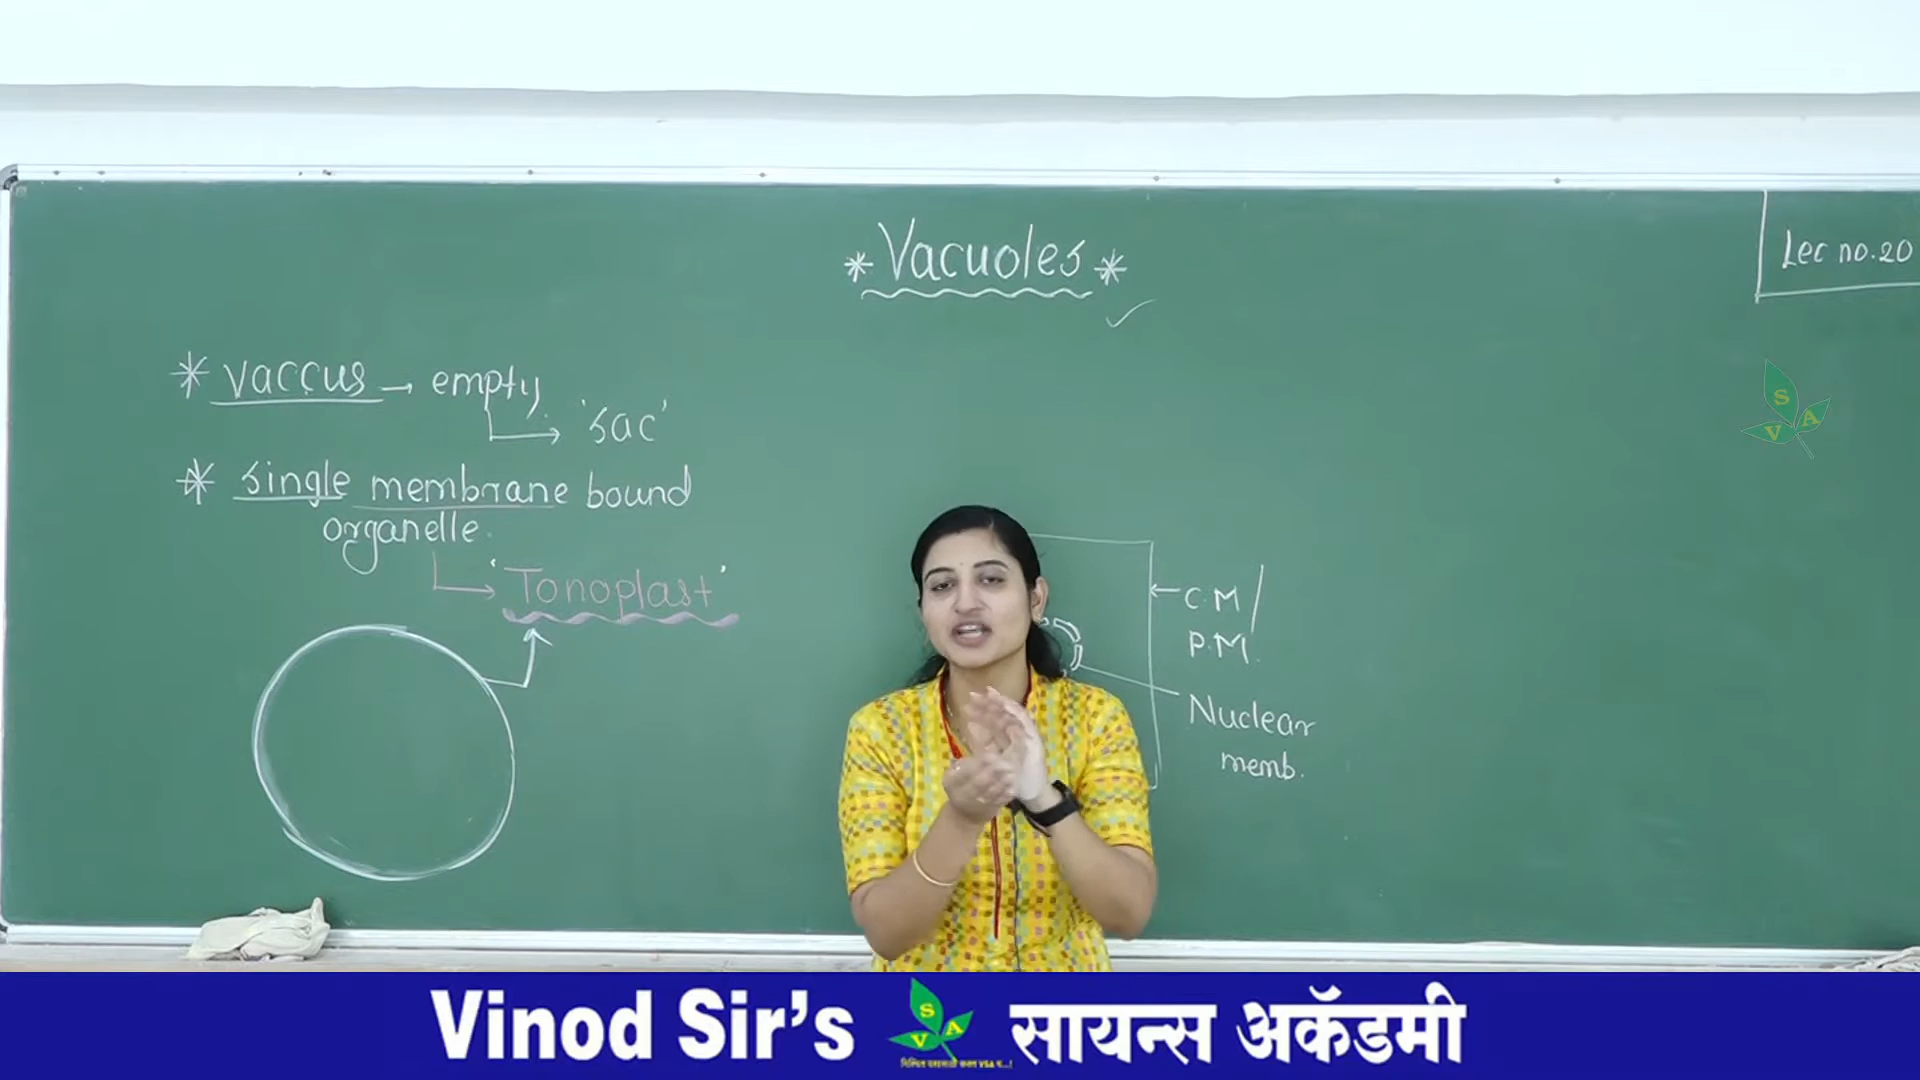 * Vacuoles *
Lec no.20
* vaccus → empty
'sac'
* single membrane bound
organelle.
'Tonoplast'
C.M/
P.M.
Nuclear
memb.
S
V A
Vinod Sir's
S
V A
सायन्स अकॅडमी